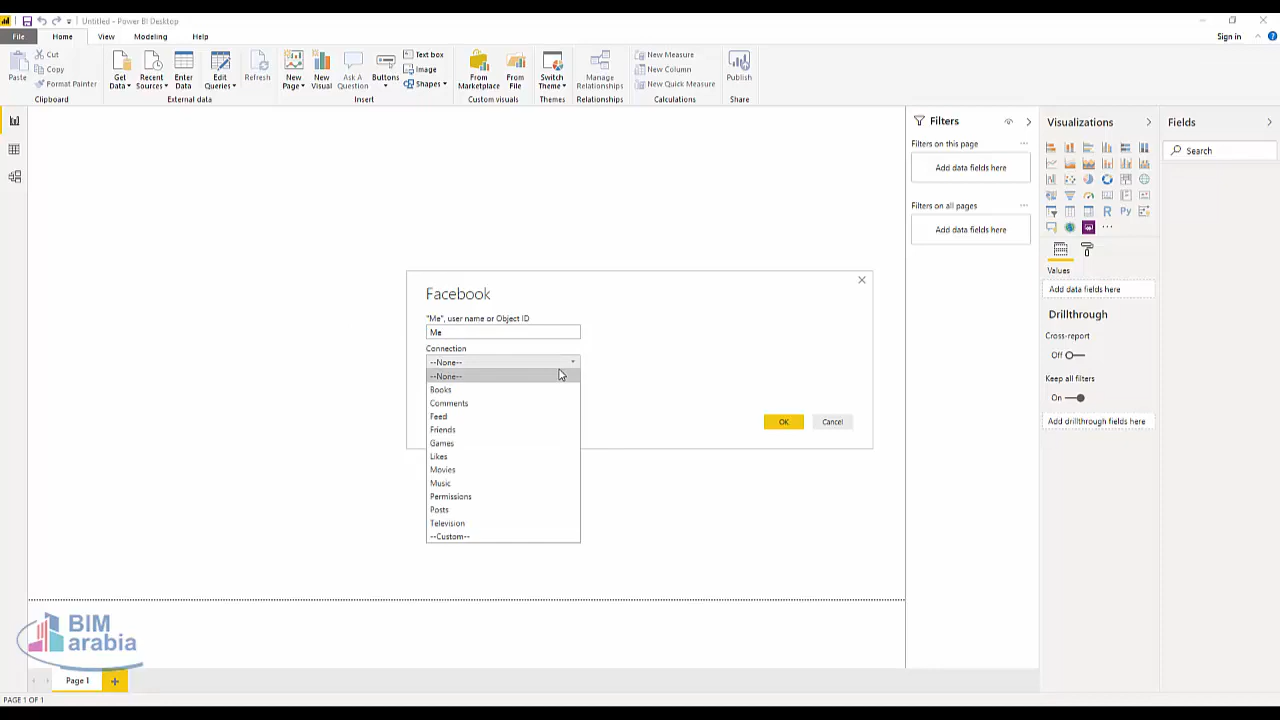 Untitled - Power BI Desktop
Sign in
File
Home
View
Modeling
Help
Paste
Cut
Copy
Format Painter
Clipboard
Get Data
Recent Sources
Enter Data
Edit Queries
Refresh
External data
New Page
New Visual
Ask A Question
Buttons
Text box
Image
Shapes
Insert
From Marketplace
From File
Custom visuals
Switch Theme
Themes
Manage Relationships
Relationships
New Measure
New Column
New Quick Measure
Calculations
Publish
Share
Filters
Filters on this page
Add data fields here
Filters on all pages
Add data fields here
Visualizations
R
Py
Values
Add data fields here
Drillthrough
Cross-report
Off
Keep all filters
On
Add drillthrough fields here
Fields
Search
Facebook
"Me", user name or Object ID
Me
Connection
--None--
--None--
Books
Comments
Feed
Friends
Games
Likes
Movies
Music
Permissions
Posts
Television
--Custom--
OK
Cancel
BIM
arabia
Page 1
PAGE 1 OF 1